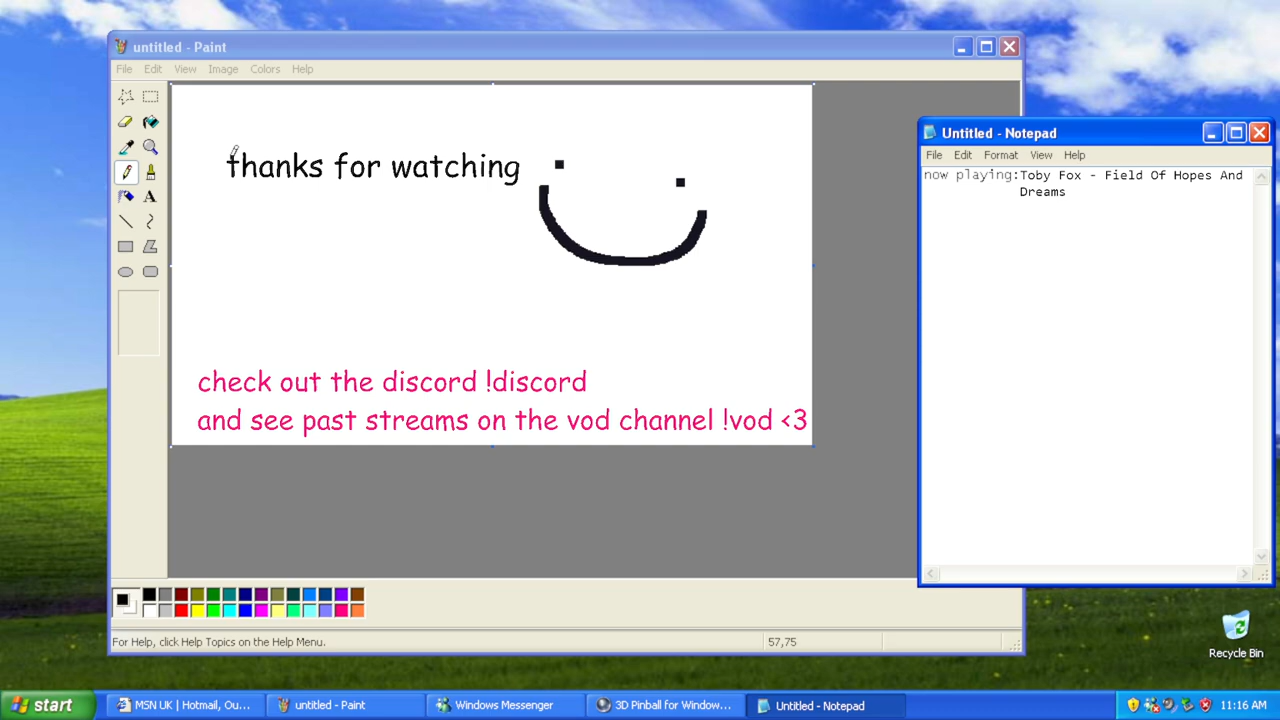 untitled - Paint
File Edit View Image Colors Help
thanks for watching
check out the discord !discord
and see past streams on the vod channel !vod <3
For Help, click Help Topics on the Help Menu.
57,75
Untitled - Notepad
File Edit Format View Help
now playing:Toby Fox - Field Of Hopes And
Dreams
Recycle Bin
start
MSN UK | Hotmail, Ou...
untitled - Paint
Windows Messenger
3D Pinball for Window...
Untitled - Notepad
11:16 AM